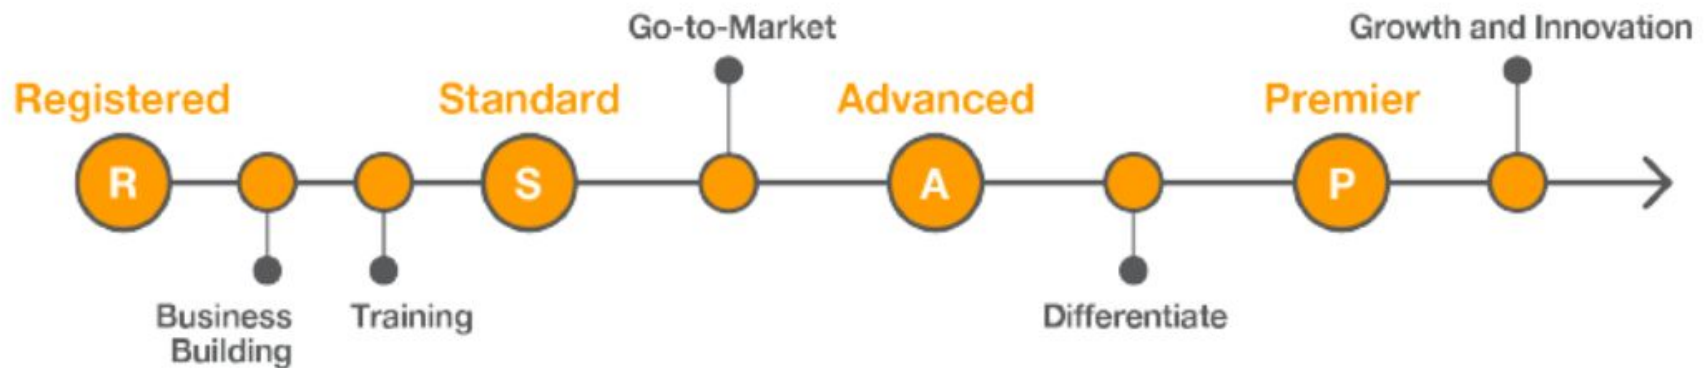 Go-to-Market
Growth and Innovation
Registered
Standard
Advanced
Premier
R
S
A
P
Business
Building
Training
Differentiate